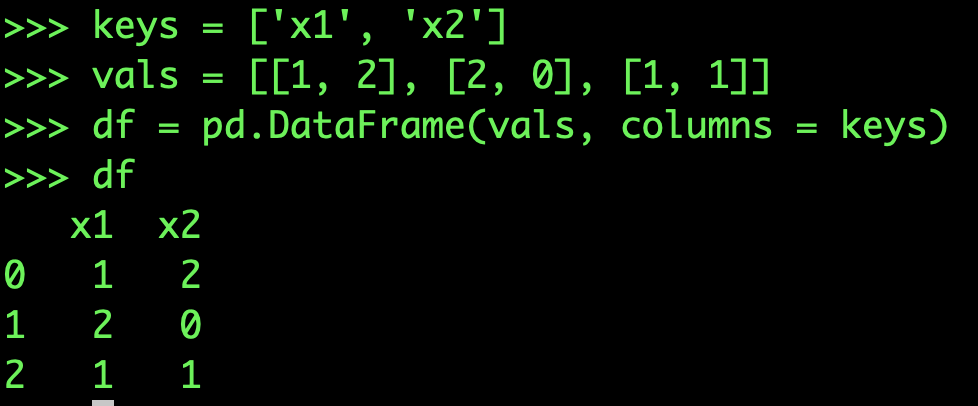 >>> keys = ['x1', 'x2']
>>> vals = [[1, 2], [2, 0], [1, 1]]
>>> df = pd.DataFrame(vals, columns = keys)
>>> df
   x1  x2
0   1   2
1   2   0
2   1   1